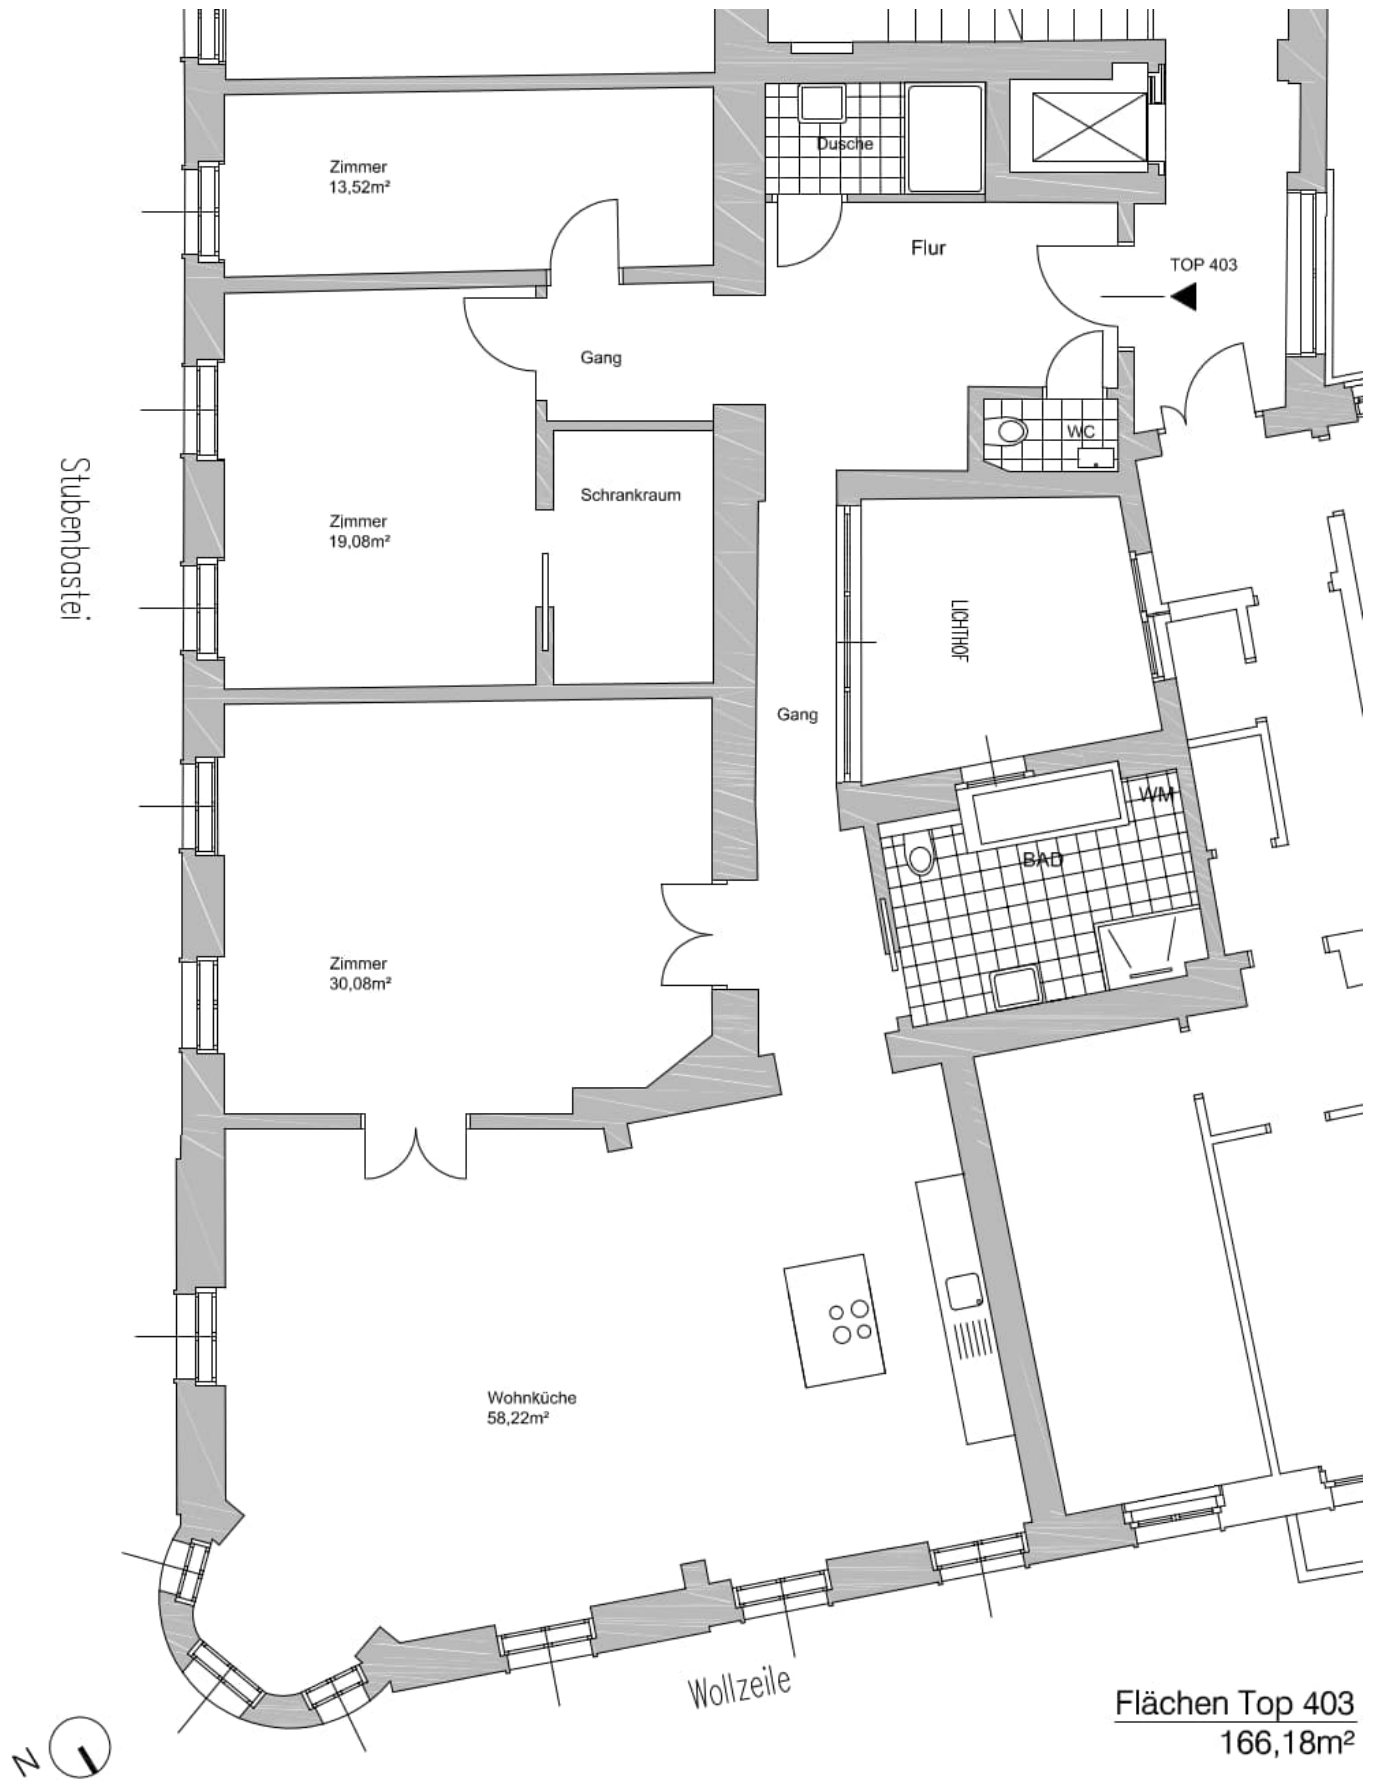 Zimmer
13,52m²
Dusche
Flur
TOP 403
Gang
WC
Stubenbastei
Schrankraum
Zimmer
19,08m²
LICHTHOF
Gang
WM
BAD
Zimmer
30,08m²
Wohnküche
58,22m²
Wollzeile
Flächen Top 403
166,18m²
N